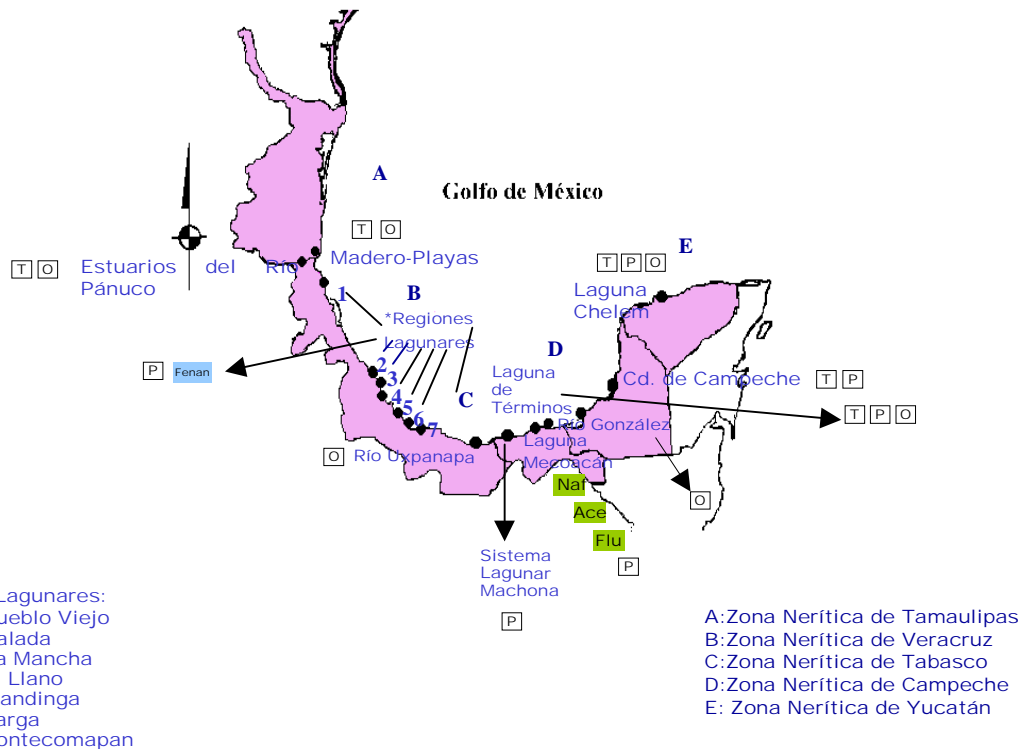 A
Golfo de México
T O
Madero-Playas
E
T P O
T O
Estuarios del Río
Pánuco
Laguna
Chelem
1
B
*Regiones
Lagunares
D
P Fenan
2
3
4
5
6
7
C
Laguna
de
Términos
Cd. de Campeche T P
T P O
Río González
O Río Uxpanapa
Laguna
Mecoacán
Naf
Ace
Flu
P
O
Sistema
Lagunar
Machona
P
Lagunares:
ueblo Viejo
alada
a Mancha
Llano
andinga
arga
ontecomapan
A:Zona Nerítica de Tamaulipas
B:Zona Nerítica de Veracruz
C:Zona Nerítica de Tabasco
D:Zona Nerítica de Campeche
E: Zona Nerítica de Yucatán